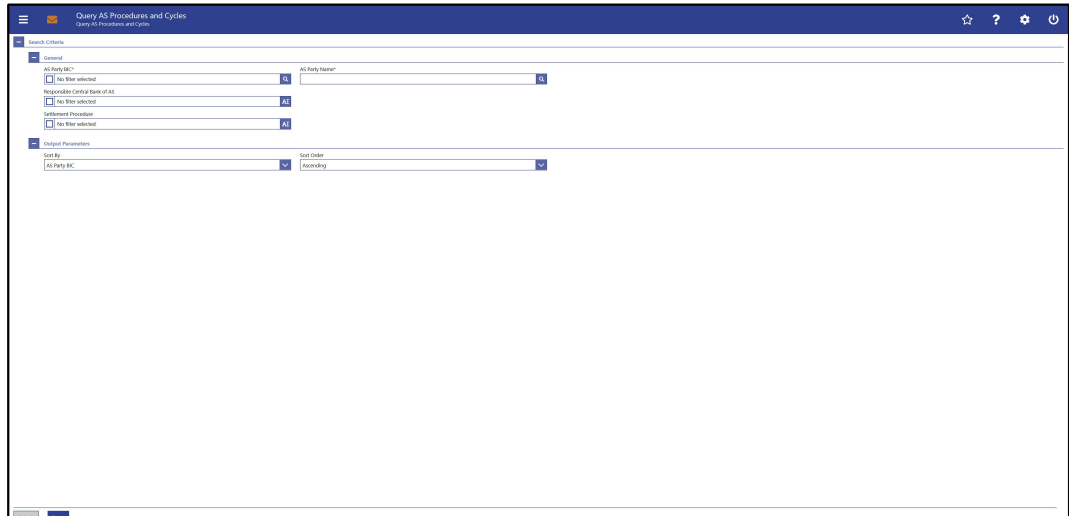 Query AS Procedures and Cycles
Query AS Procedures and Cycles
Search Criteria
General
AS Party BIC* AS Party Name*
No filter selected
Responsible Central Bank of AS
No filter selected
Settlement Procedure
No filter selected
Output Parameters
Sort By Sort Order
AS Party BIC Ascending